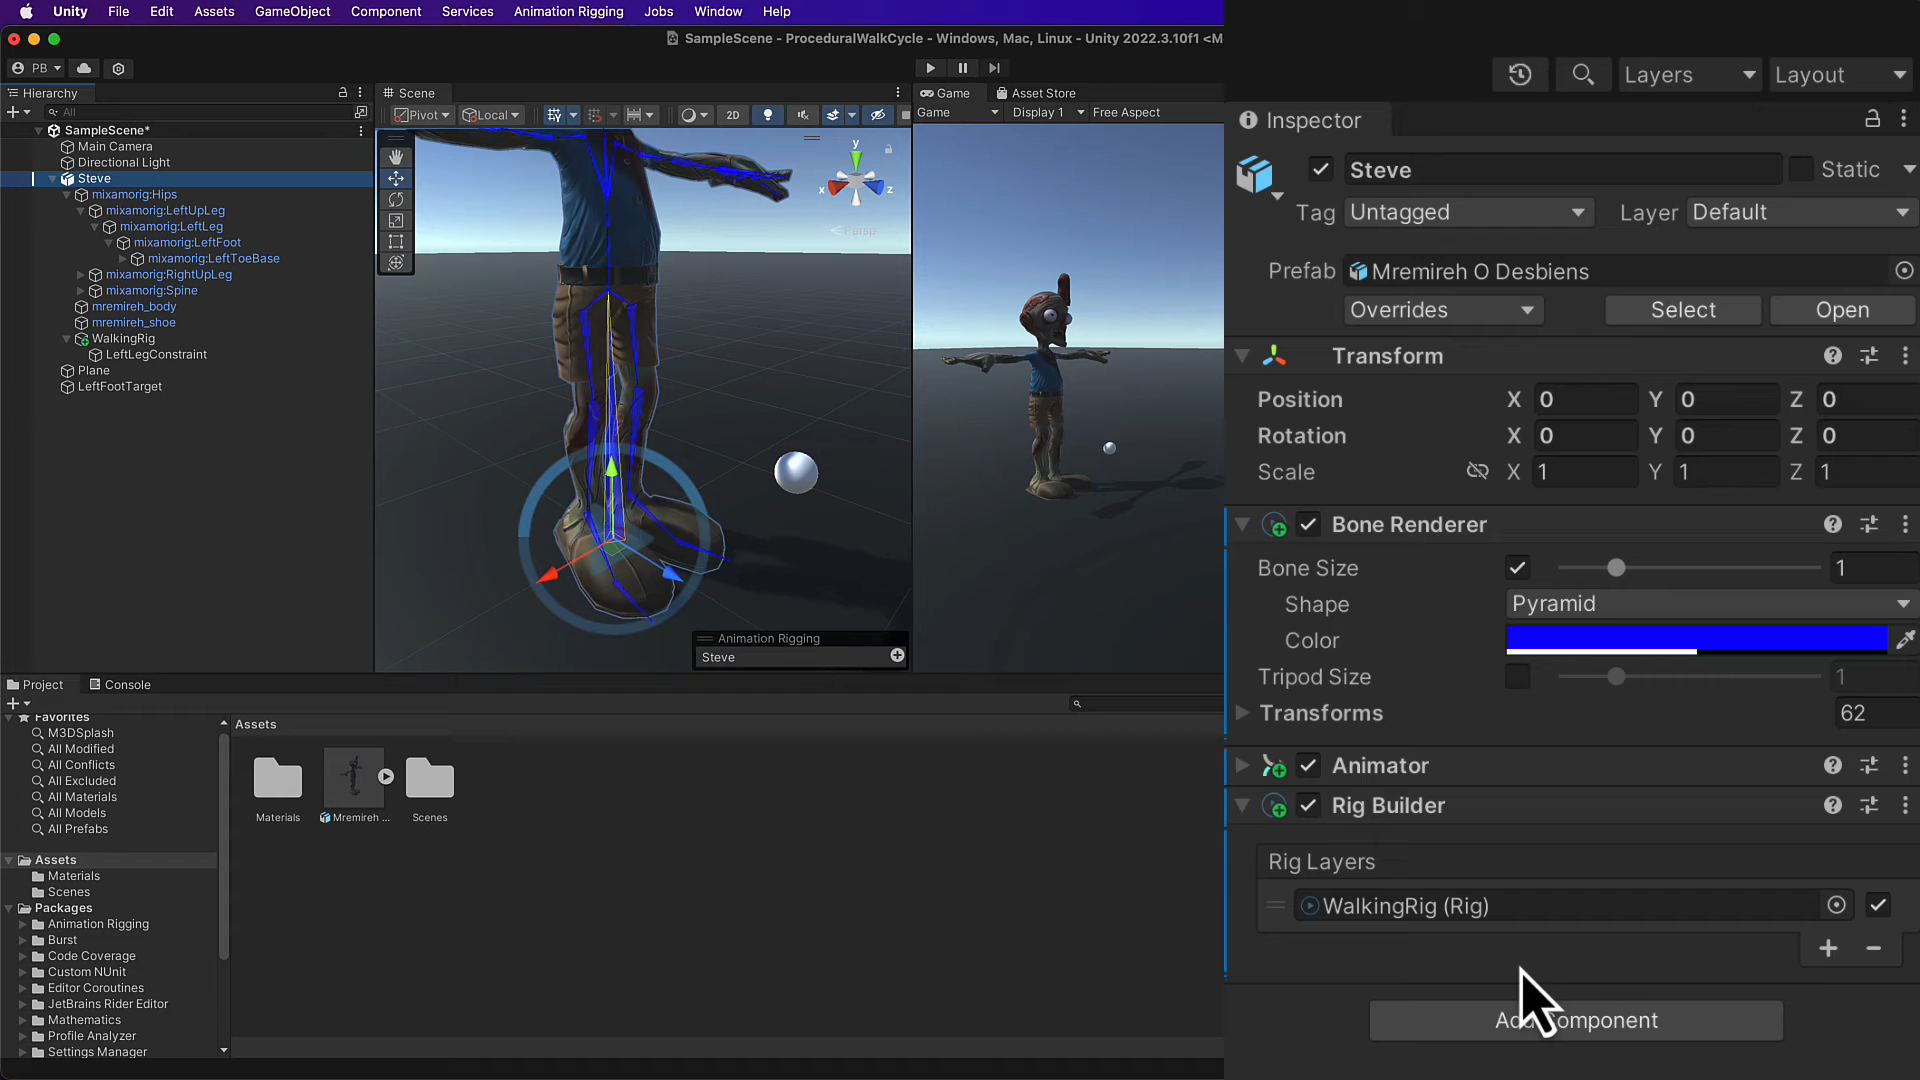 Unity File Edit Assets GameObject Component Services Animation Rigging Jobs Window Help
SampleScene - ProceduralWalkCycle - Windows, Mac, Linux - Unity 2022.3.10f1 <M
PB
Hierarchy
All
SampleScene*
Main Camera
Directional Light
Steve
mixamorig:Hips
mixamorig:LeftUpLeg
mixamorig:LeftLeg
mixamorig:LeftFoot
mixamorig:LeftToeBase
mixamorig:RightUpLeg
mixamorig:Spine
mremireh_body
mremireh_shoe
WalkingRig
LeftLegConstraint
Plane
LeftFootTarget
Scene
Pivot Local 2D
y
x z
Persp
Animation Rigging
Steve
Game Asset Store
Game Display 1 Free Aspect
Project Console
Favorites
M3DSplash
All Modified
All Conflicts
All Excluded
All Materials
All Models
All Prefabs
Assets
Materials
Scenes
Packages
Animation Rigging
Burst
Code Coverage
Custom NUnit
Editor Coroutines
JetBrains Rider Editor
Mathematics
Profile Analyzer
Settings Manager
Assets
Materials Mremireh ... Scenes
Layers Layout
Inspector
Steve Static
Tag Untagged Layer Default
Prefab Mremireh O Desbiens
Overrides Select Open
Transform
Position X 0 Y 0 Z 0
Rotation X 0 Y 0 Z 0
Scale X 1 Y 1 Z 1
Bone Renderer
Bone Size 1
Shape Pyramid
Color
Tripod Size 1
Transforms 62
Animator
Rig Builder
Rig Layers
WalkingRig (Rig)
+ -
Add Component